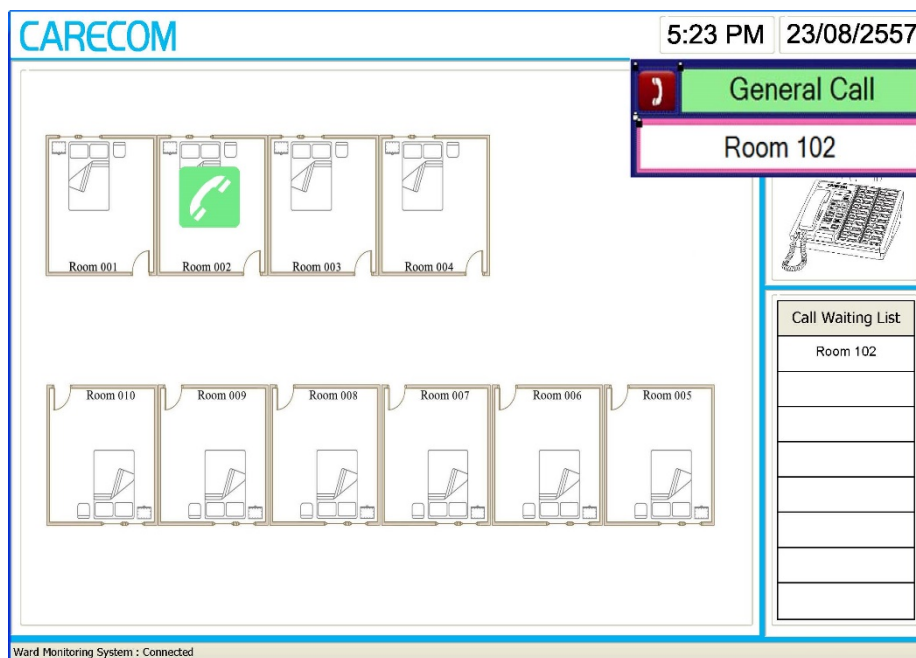 CARECOM
5:23 PM
23/08/2557
General Call
Room 102
Room 001
Room 002
Room 003
Room 004
Call Waiting List
Room 102
Room 010
Room 009
Room 008
Room 007
Room 006
Room 005
Ward Monitoring System : Connected